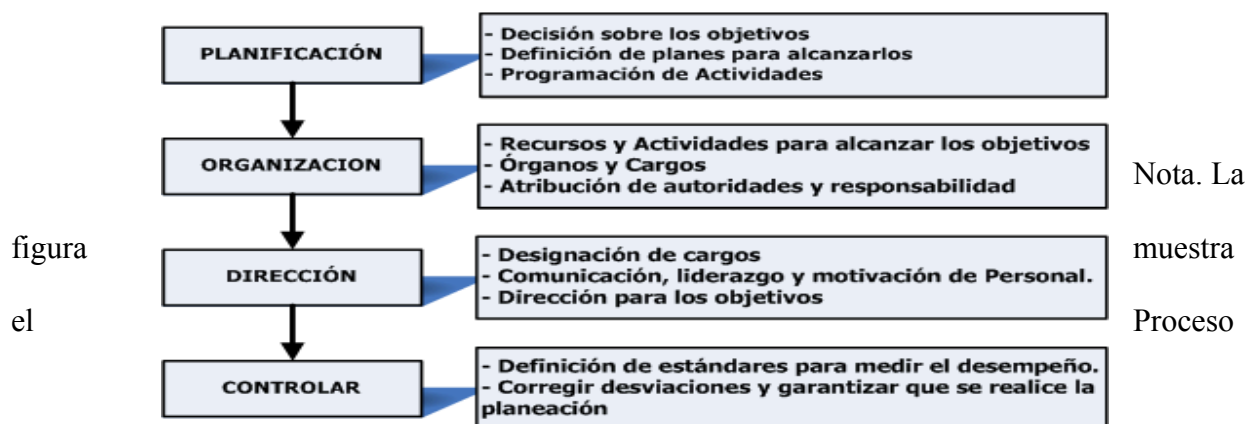 PLANIFICACIÓN
- Decisión sobre los objetivos
- Definición de planes para alcanzarlos
- Programación de Actividades
ORGANIZACION
- Recursos y Actividades para alcanzar los objetivos
- Órganos y Cargos
- Atribución de autoridades y responsabilidad
DIRECCIÓN
- Designación de cargos
- Comunicación, liderazgo y motivación de Personal.
- Dirección para los objetivos
CONTROLAR
- Definición de estándares para medir el desempeño.
- Corregir desviaciones y garantizar que se realice la
planeación
Nota. La
figura muestra
el Proceso